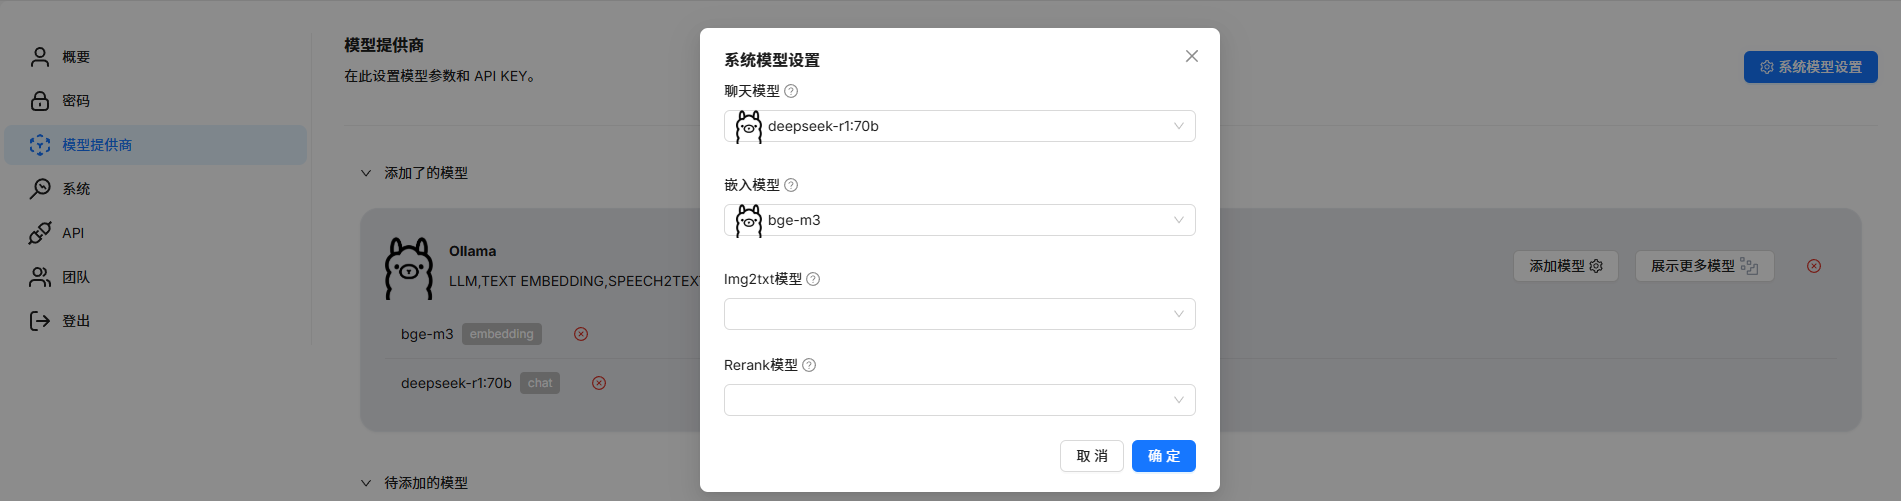 概要
密码
模型提供商
系统
API
团队
登出
模型提供商
在此设置模型参数和 API KEY。
系统模型设置
添加了的模型
Ollama
LLM,TEXT EMBEDDING,SPEECH2TEXT
添加模型
展示更多模型
bge-m3 embedding
deepseek-r1:70b chat
待添加的模型
系统模型设置
聊天模型
deepseek-r1:70b
嵌入模型
bge-m3
Img2txt模型
Rerank模型
取 消
确 定